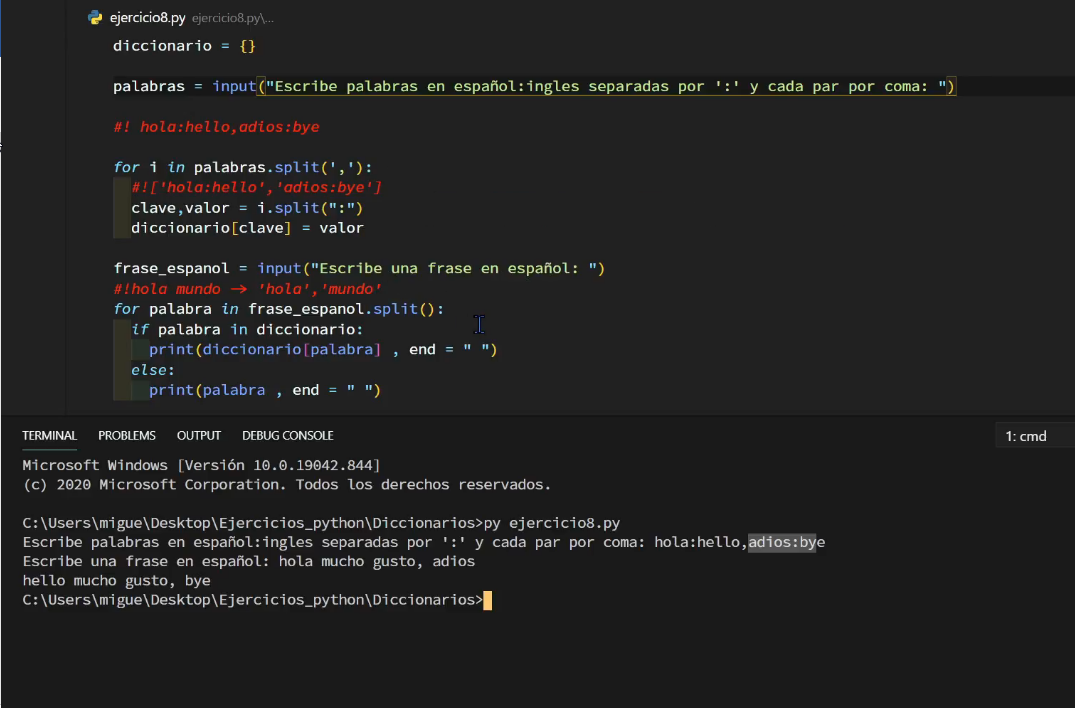 ejercicio8.py ejercicio8.py\...
diccionario = {}
palabras = input("Escribe palabras en español:ingles separadas por ':' y cada par por coma: ")
#! hola:hello,adios:bye
for i in palabras.split(','):
#!['hola:hello','adios:bye']
clave,valor = i.split(":")
diccionario[clave] = valor
frase_espanol = input("Escribe una frase en español: ")
#!hola mundo → 'hola','mundo'
for palabra in frase_espanol.split():
if palabra in diccionario:
print(diccionario[palabra] , end = " ")
else:
print(palabra , end = " ")
TERMINAL PROBLEMS OUTPUT DEBUG CONSOLE 1: cmd
Microsoft Windows [Versión 10.0.19042.844]
(c) 2020 Microsoft Corporation. Todos los derechos reservados.
C:\Users\migue\Desktop\Ejercicios_python\Diccionarios>py ejercicio8.py
Escribe palabras en español:ingles separadas por ':' y cada par por coma: hola:hello,adios:bye
Escribe una frase en español: hola mucho gusto, adios
hello mucho gusto, bye
C:\Users\migue\Desktop\Ejercicios_python\Diccionarios>